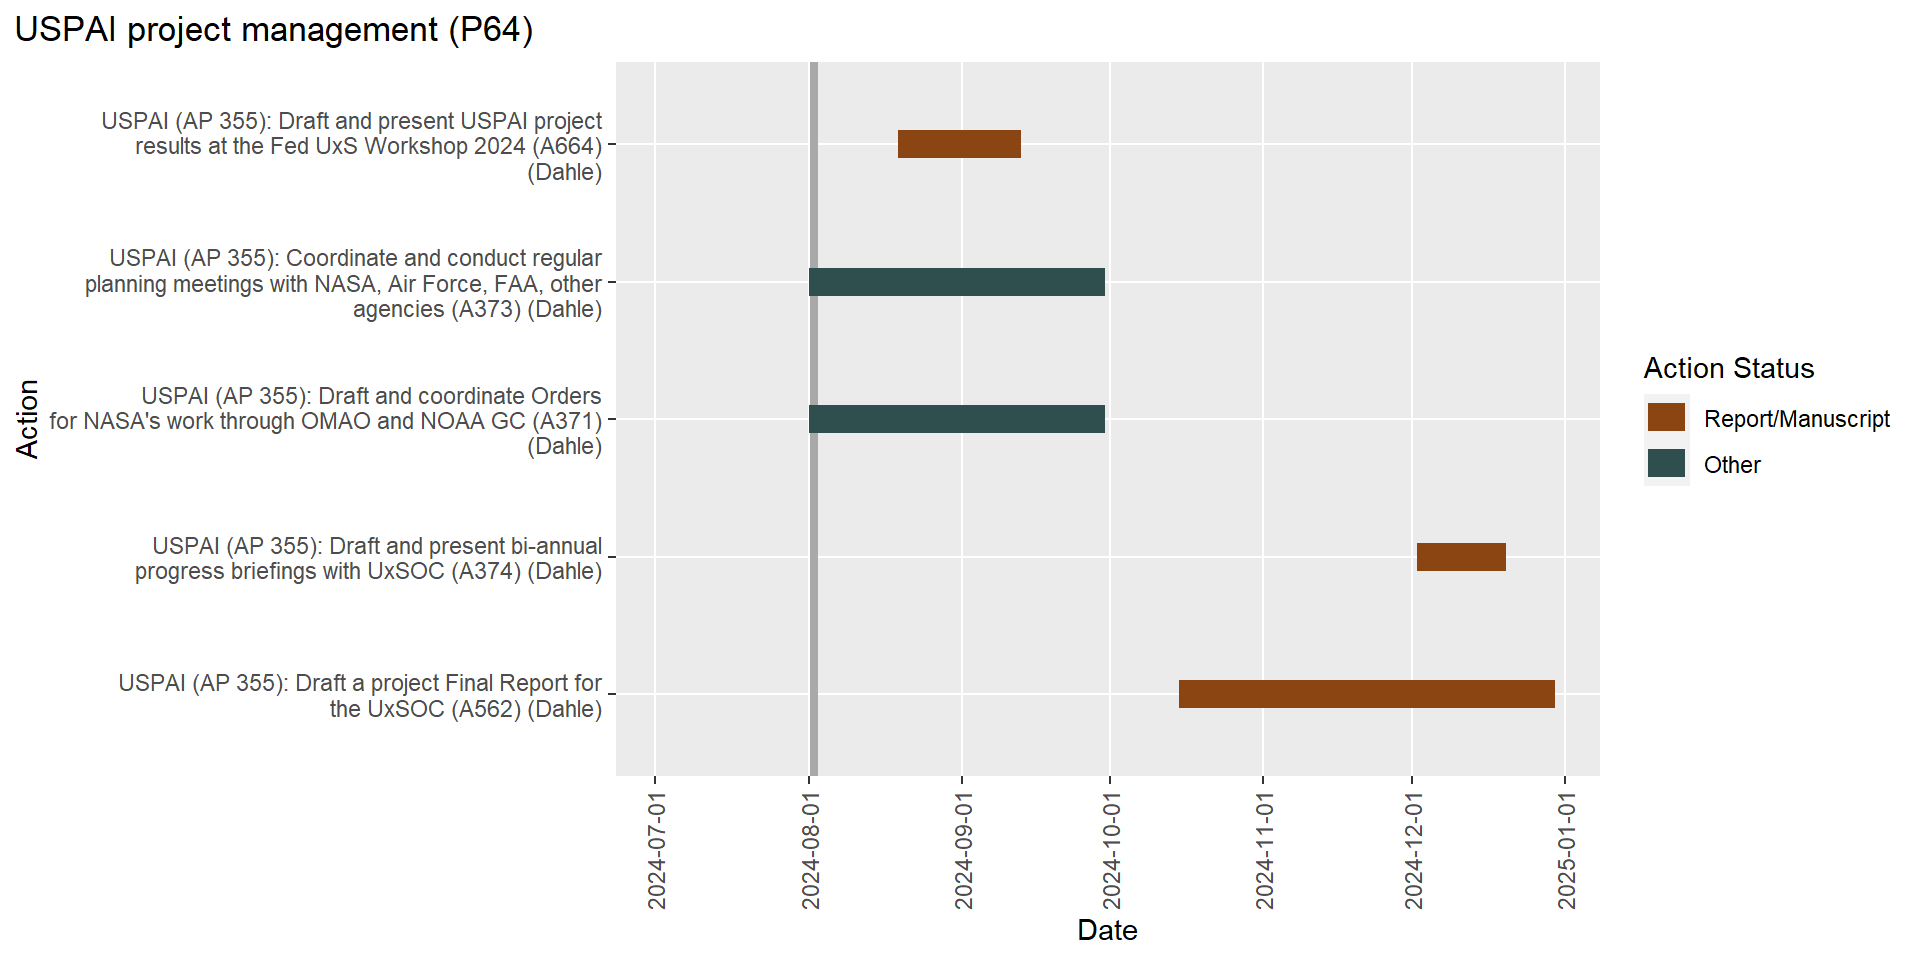 USPAI project management (P64)
USPAI (AP 355): Draft and present USPAI project
results at the Fed UxS Workshop 2024 (A664)
(Dahle)
USPAI (AP 355): Coordinate and conduct regular
planning meetings with NASA, Air Force, FAA, other
agencies (A373) (Dahle)
USPAI (AP 355): Draft and coordinate Orders
for NASA's work through OMAO and NOAA GC (A371)
(Dahle)
USPAI (AP 355): Draft and present bi-annual
progress briefings with UxSOC (A374) (Dahle)
USPAI (AP 355): Draft a project Final Report for
the UxSOC (A562) (Dahle)
Action
2024-07-01
2024-08-01
2024-09-01
2024-10-01
2024-11-01
2024-12-01
2025-01-01
Date
Action Status
Report/Manuscript
Other